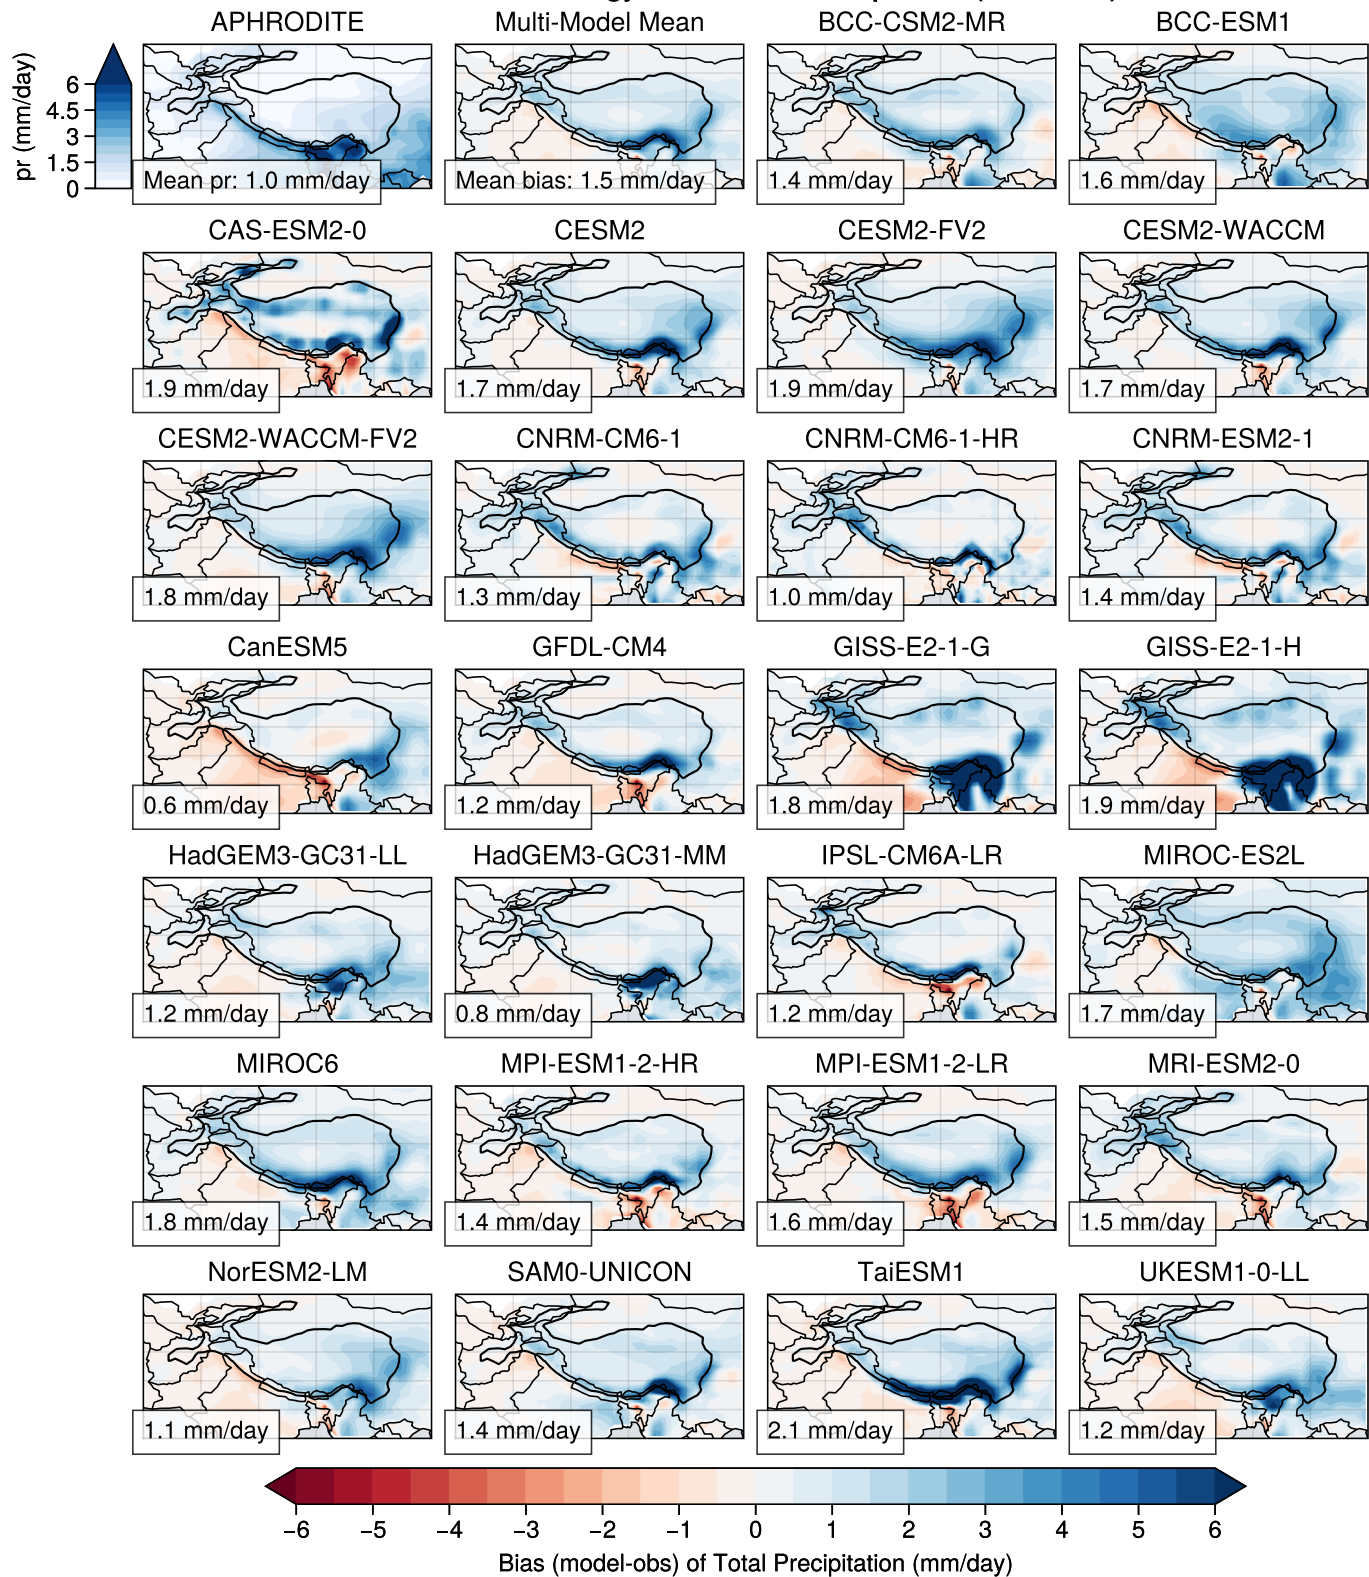 APHRODITE
Multi-Model Mean
BCC-CSM2-MR
BCC-ESM1
pr (mm/day)
6
4.5
3
1.5
0
Mean pr: 1.0 mm/day
Mean bias: 1.5 mm/day
1.4 mm/day
1.6 mm/day
CAS-ESM2-0
CESM2
CESM2-FV2
CESM2-WACCM
1.9 mm/day
1.7 mm/day
1.9 mm/day
1.7 mm/day
CESM2-WACCM-FV2
CNRM-CM6-1
CNRM-CM6-1-HR
CNRM-ESM2-1
1.8 mm/day
1.3 mm/day
1.0 mm/day
1.4 mm/day
CanESM5
GFDL-CM4
GISS-E2-1-G
GISS-E2-1-H
0.6 mm/day
1.2 mm/day
1.8 mm/day
1.9 mm/day
HadGEM3-GC31-LL
HadGEM3-GC31-MM
IPSL-CM6A-LR
MIROC-ES2L
1.2 mm/day
0.8 mm/day
1.2 mm/day
1.7 mm/day
MIROC6
MPI-ESM1-2-HR
MPI-ESM1-2-LR
MRI-ESM2-0
1.8 mm/day
1.4 mm/day
1.6 mm/day
1.5 mm/day
NorESM2-LM
SAM0-UNICON
TaiESM1
UKESM1-0-LL
1.1 mm/day
1.4 mm/day
2.1 mm/day
1.2 mm/day
−6 −5 −4 −3 −2 −1 0 1 2 3 4 5 6
Bias (model-obs) of Total Precipitation (mm/day)